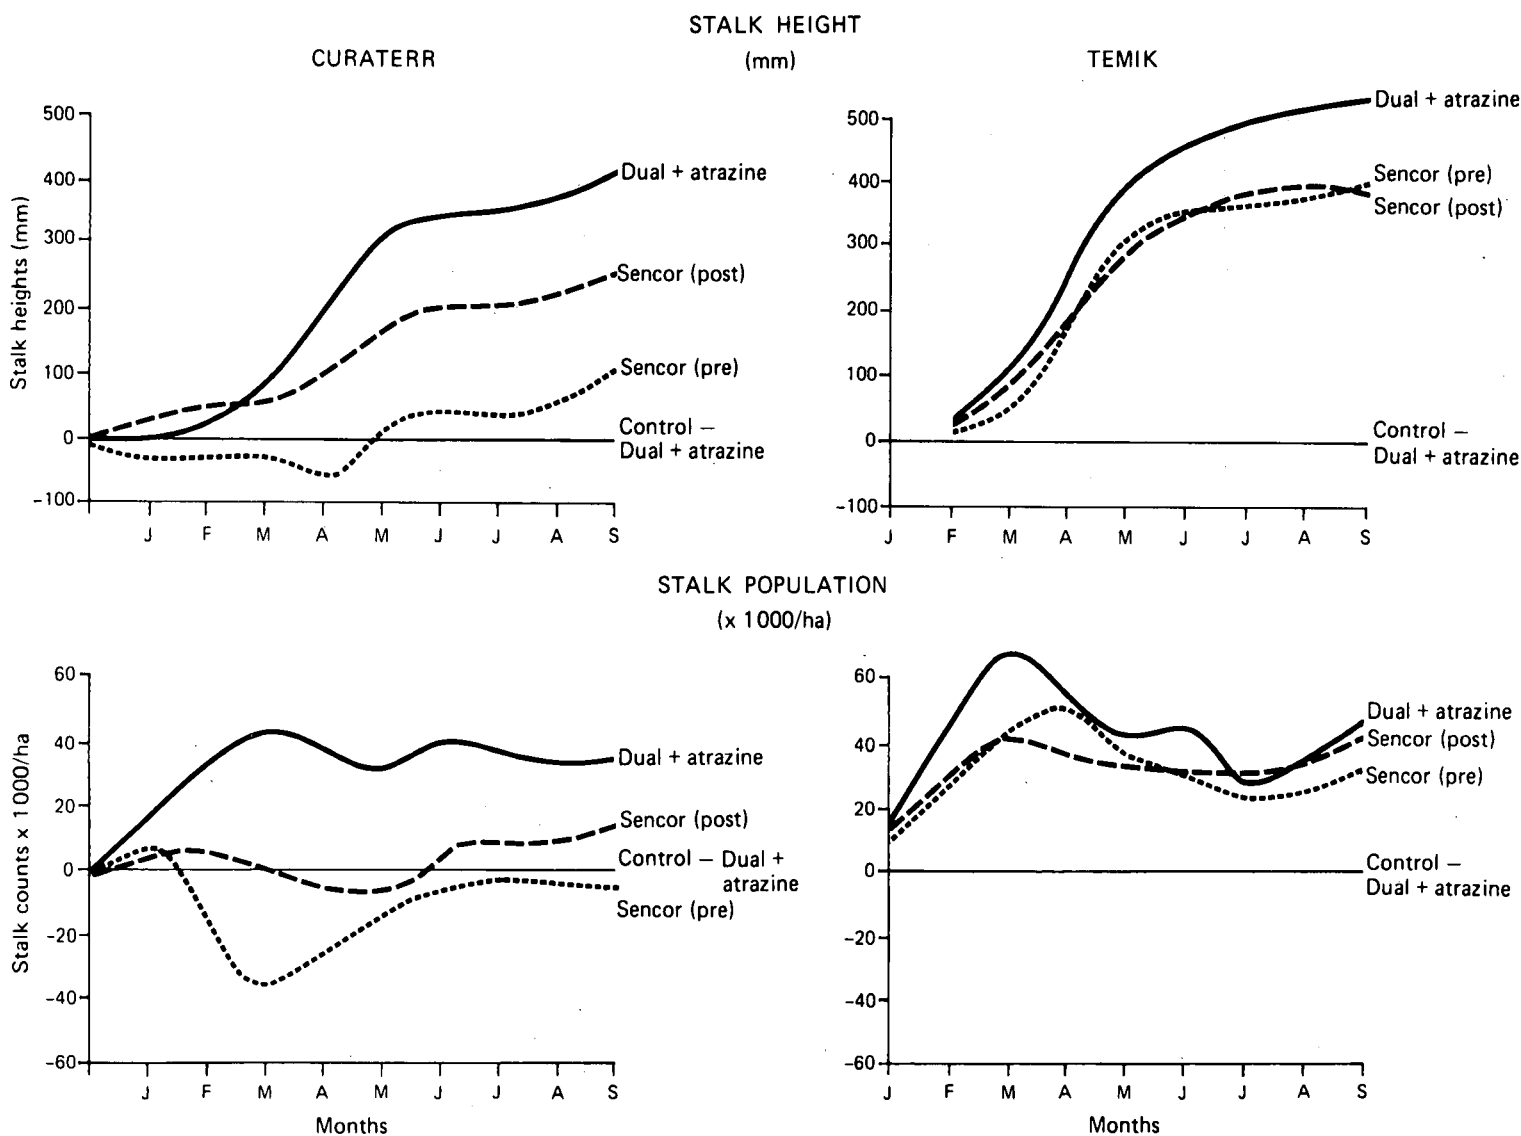 STALK HEIGHT
(mm)
CURATERR
TEMIK
Stalk heights (mm)
500
400
300
200
100
0
-100
J F M A M J J A S
Dual + atrazine
Sencor (post)
Sencor (pre)
Control –
Dual + atrazine
500
400
300
200
100
0
-100
J F M A M J J A S
Dual + atrazine
Sencor (pre)
Sencor (post)
Control –
Dual + atrazine
STALK POPULATION
(x 1000/ha)
Stalk counts x 1000/ha
60
40
20
0
-20
-40
-60
J F M A M J J A S
Months
Dual + atrazine
Sencor (post)
Control – Dual +
atrazine
Sencor (pre)
60
40
20
0
-20
-40
-60
J F M A M J J A S
Months
Dual + atrazine
Sencor (post)
Sencor (pre)
Control –
Dual + atrazine